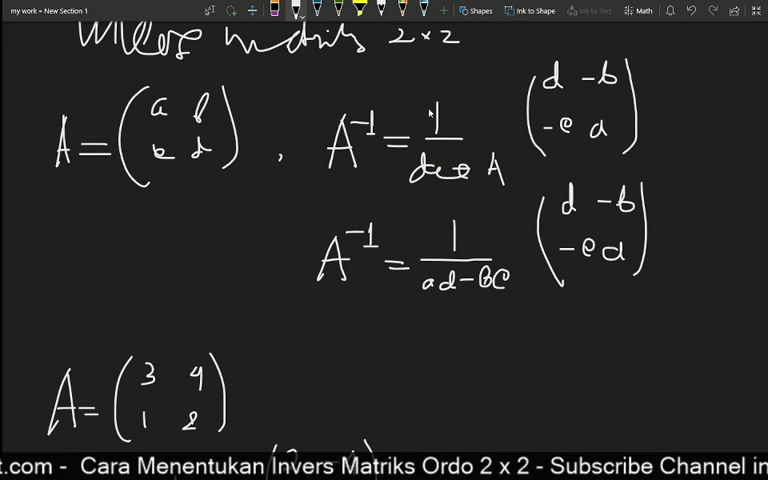 my work » New Section 1
Shapes Ink to Shape Ink to Text Math
Invers matriks 2 x 2
A = ( a b , A⁻¹ = 1 ( d -b
c d ) det A -c a )
A⁻¹ = 1 ( d -b
ad-bc -c a )
A = ( 3 4
1 2 )
t.com - Cara Menentukan Invers Matriks Ordo 2 x 2 - Subscribe Channel in